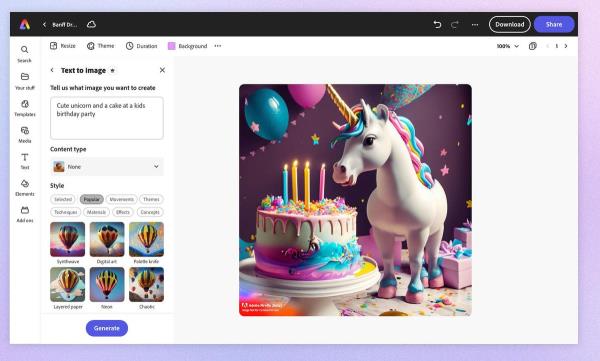 Banff Dr...
Download
Share
Resize
Theme
Duration
Background
100%
1
Search
Your stuff
Templates
Media
Text
Elements
Add ons
Text to image
Tell us what image you want to create
Cute unicorn and a cake at a kids
birthday party
Content type
None
Style
Selected
Popular
Movements
Themes
Techniques
Materials
Effects
Concepts
Synthwave
Digital art
Palette knife
Layered paper
Neon
Chaotic
Generate
Adobe Firefly (Beta)